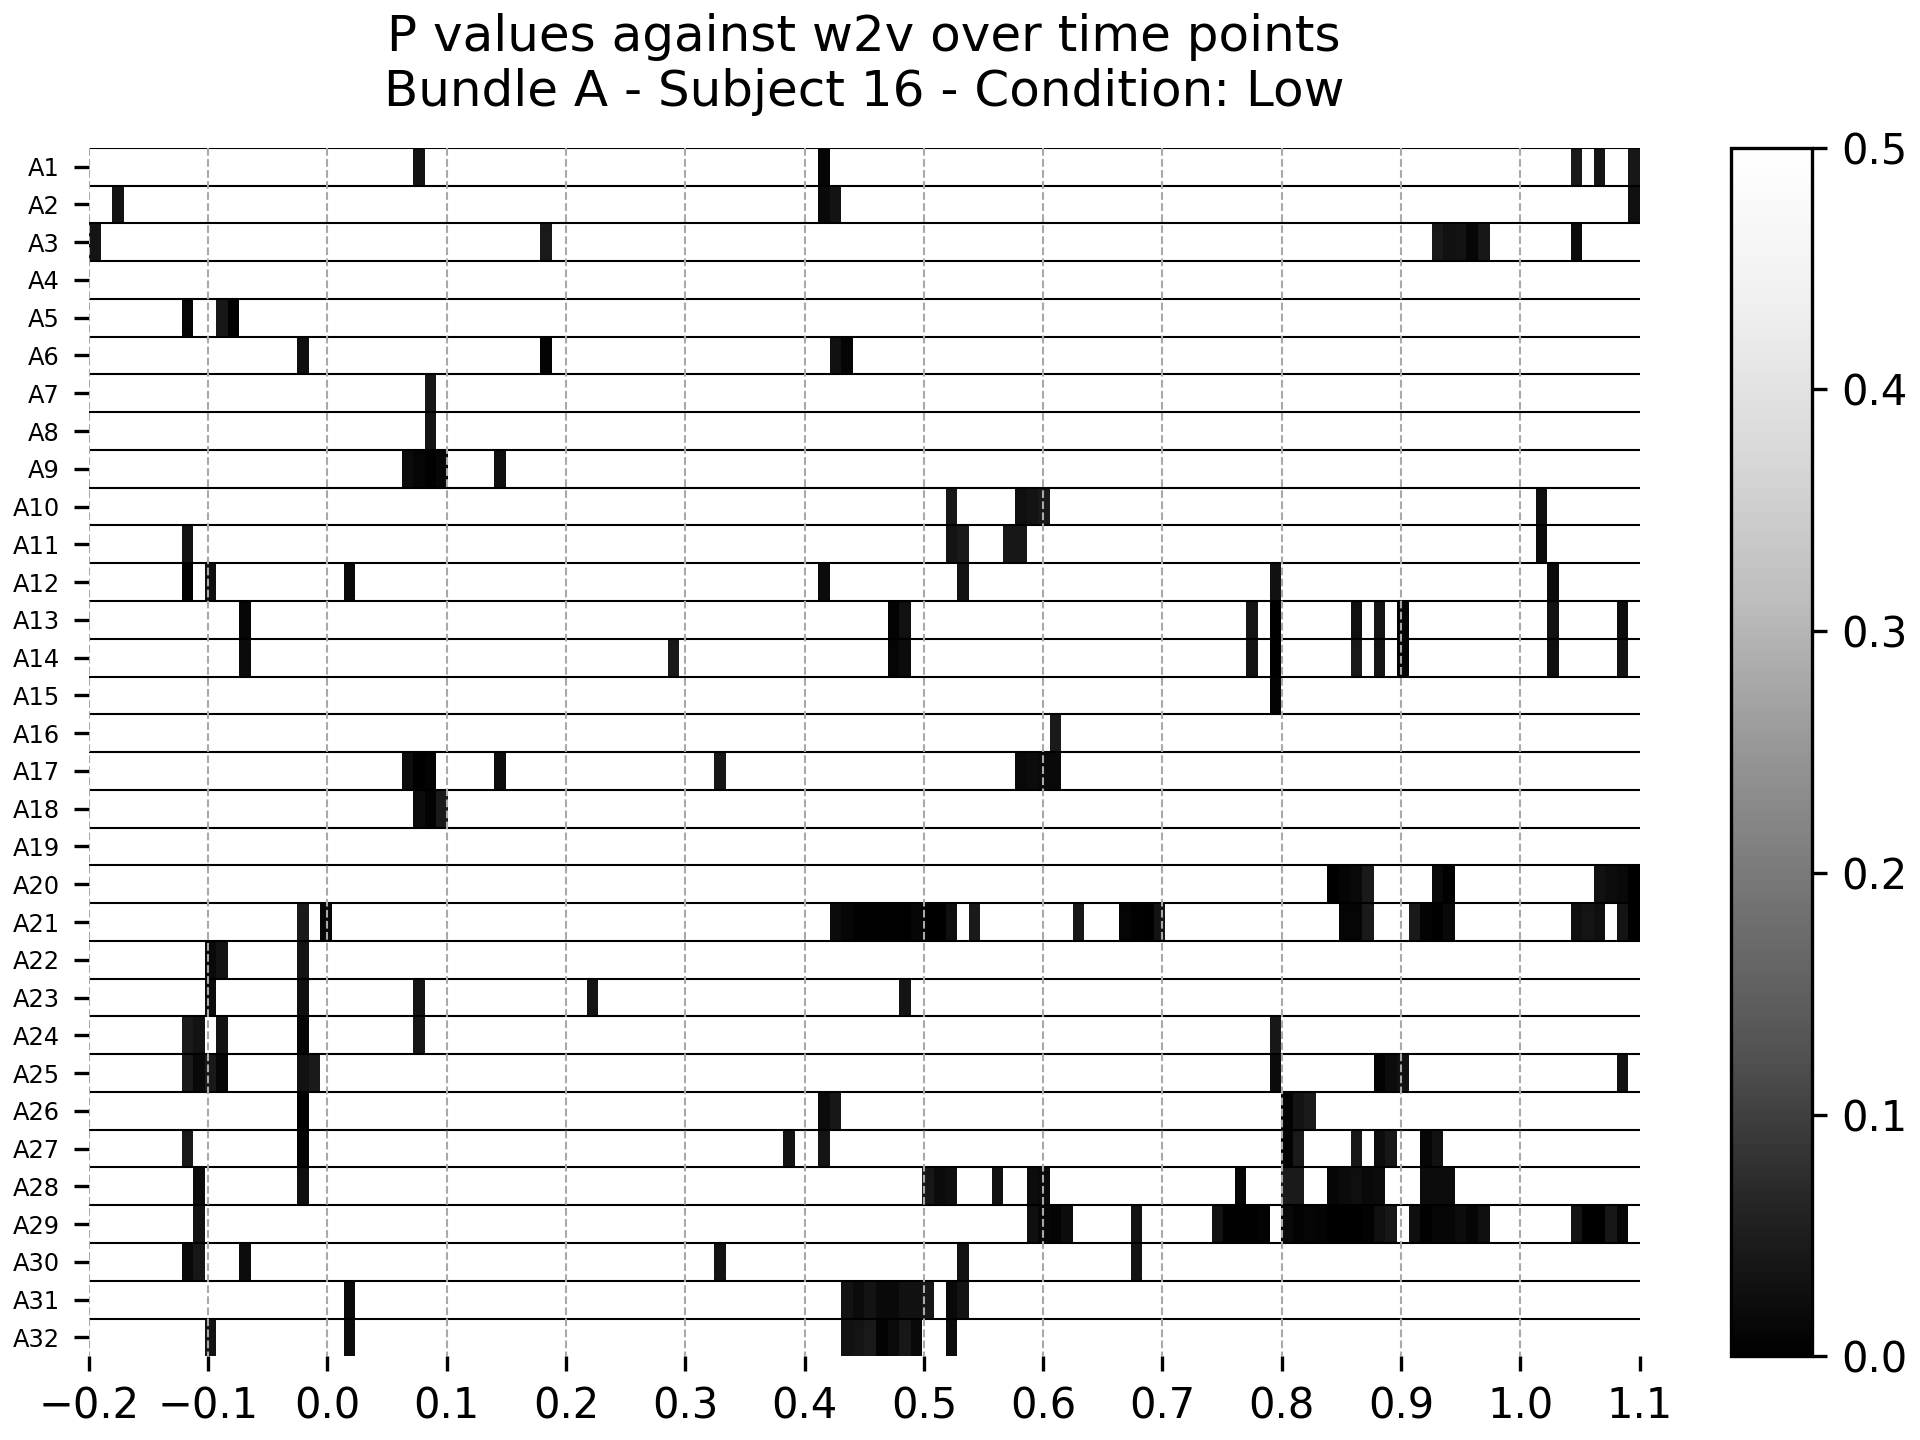 P values against w2v over time points
Bundle A - Subject 16 - Condition: Low
A1
A2
A3
A4
A5
A6
A7
A8
A9
A10
A11
A12
A13
A14
A15
A16
A17
A18
A19
A20
A21
A22
A23
A24
A25
A26
A27
A28
A29
A30
A31
A32
−0.2 −0.1 0.0 0.1 0.2 0.3 0.4 0.5 0.6 0.7 0.8 0.9 1.0 1.1
0.5
0.4
0.3
0.2
0.1
0.0